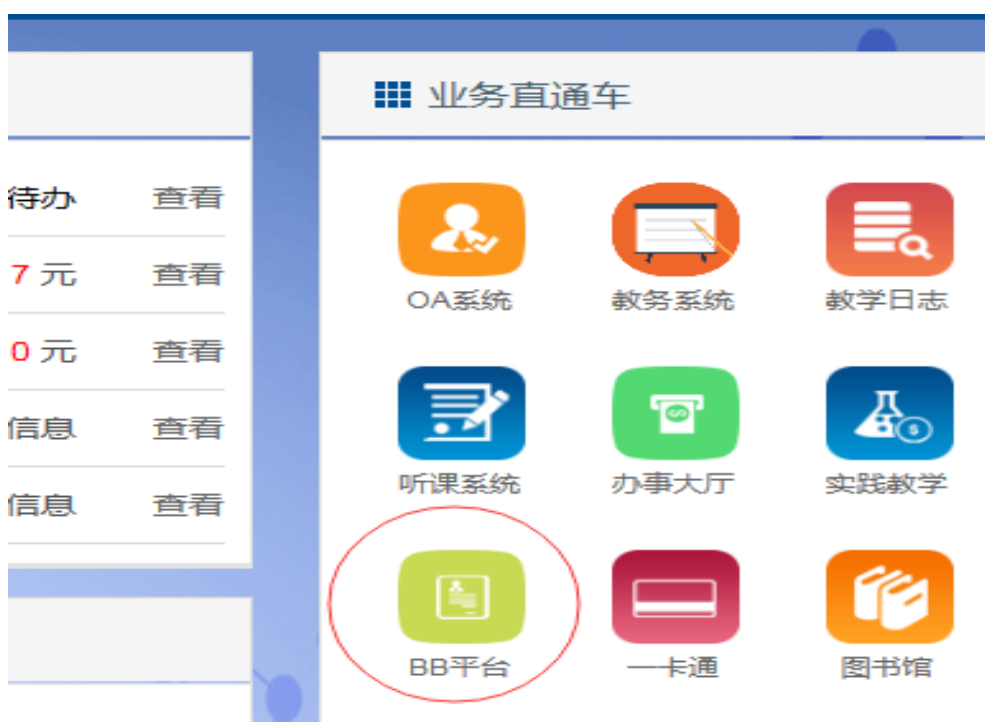 业务直通车
待办 查看
7 元 查看
0 元 查看
信息 查看
信息 查看
OA系统 教务系统 教学日志
听课系统 办事大厅 实践教学
BB平台 一卡通 图书馆